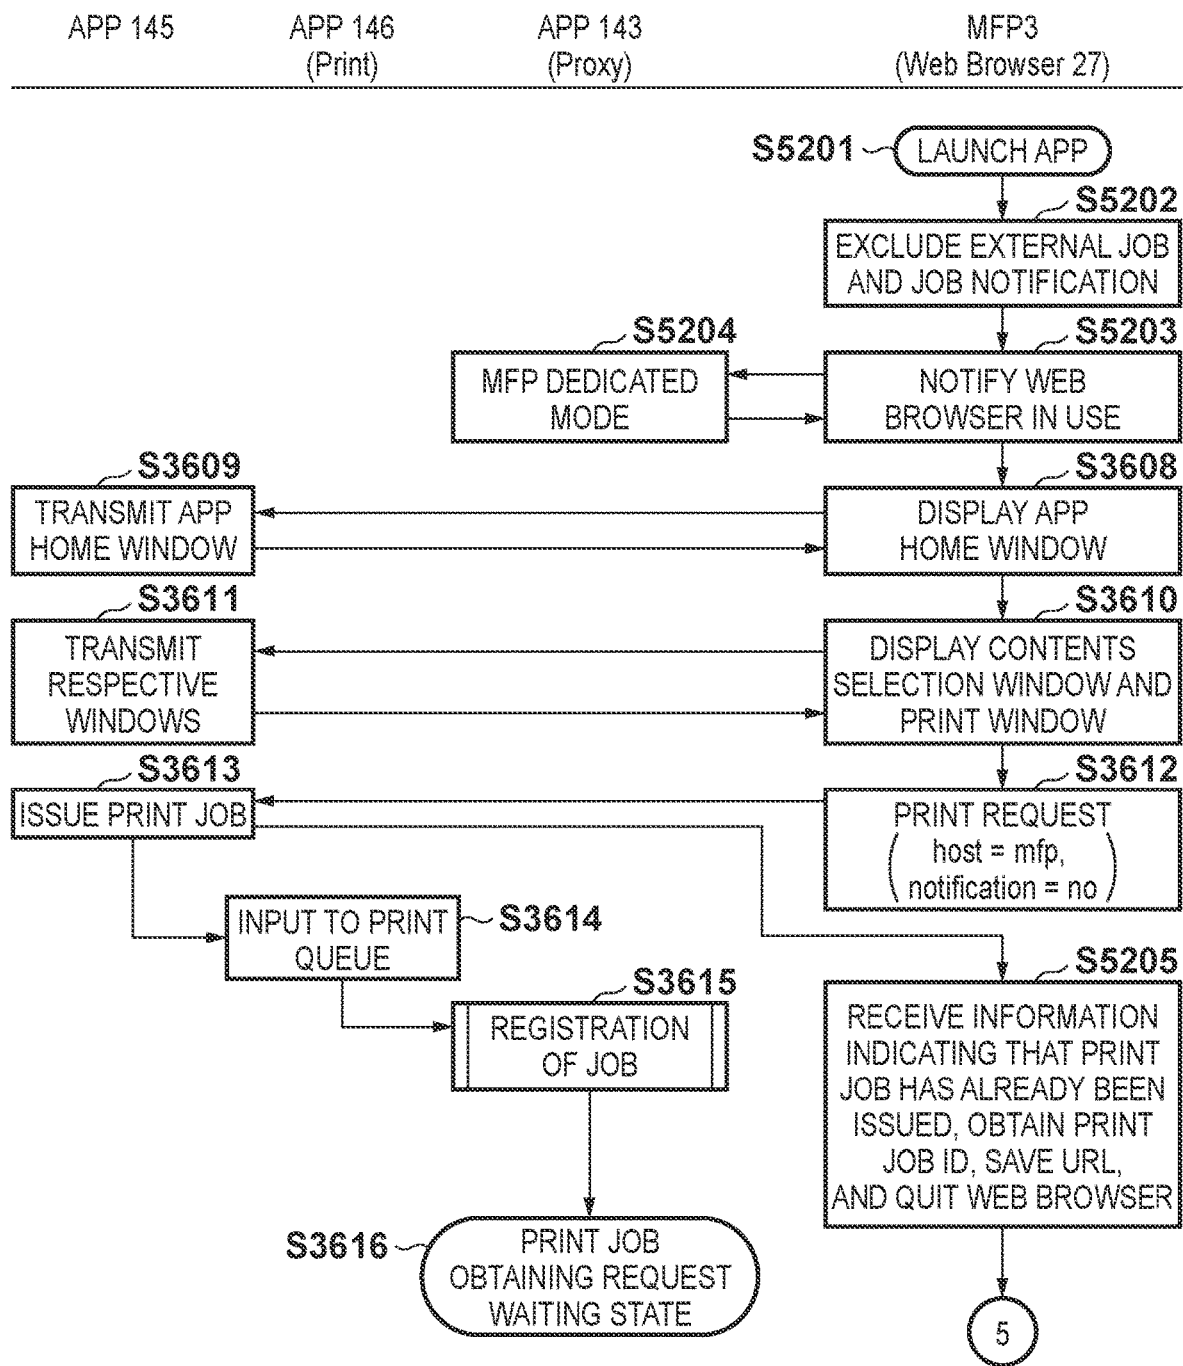 APP 145
APP 146
(Print)
APP 143
(Proxy)
MFP3
(Web Browser 27)
S5201
LAUNCH APP
S5202
EXCLUDE EXTERNAL JOB
AND JOB NOTIFICATION
S5204
MFP DEDICATED
MODE
S5203
NOTIFY WEB
BROWSER IN USE
S3609
TRANSMIT APP
HOME WINDOW
S3608
DISPLAY APP
HOME WINDOW
S3611
TRANSMIT
RESPECTIVE
WINDOWS
S3610
DISPLAY CONTENTS
SELECTION WINDOW AND
PRINT WINDOW
S3613
ISSUE PRINT JOB
S3612
PRINT REQUEST
(host = mfp,
notification = no)
INPUT TO PRINT
QUEUE
S3614
S3615
REGISTRATION
OF JOB
S5205
RECEIVE INFORMATION
INDICATING THAT PRINT
JOB HAS ALREADY BEEN
ISSUED, OBTAIN PRINT
JOB ID, SAVE URL,
AND QUIT WEB BROWSER
S3616
PRINT JOB
OBTAINING REQUEST
WAITING STATE
5